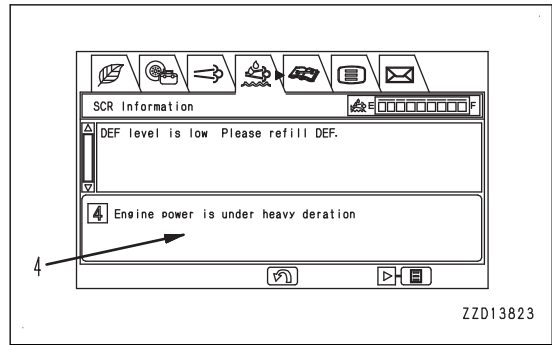 SCR Information
E F
DEF level is low Please refill DEF.
4 Engine power is under heavy deration
4
ZZD13823